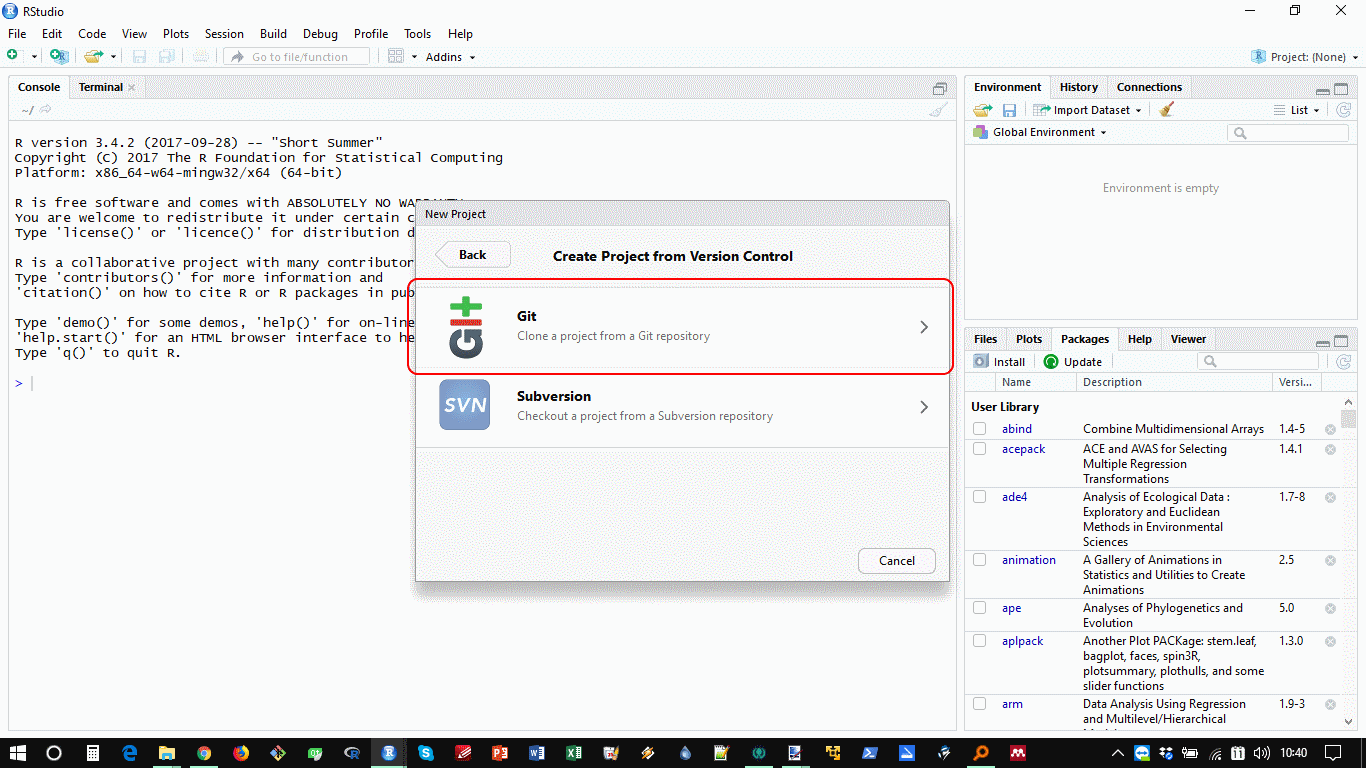 RStudio
File Edit Code View Plots Session Build Debug Profile Tools Help
Go to file/function
Addins
Project: (None)
Console Terminal
~/
R version 3.4.2 (2017-09-28) -- "Short Summer"
Copyright (C) 2017 The R Foundation for Statistical Computing
Platform: x86_64-w64-mingw32/x64 (64-bit)
R is free software and comes with ABSOLUTELY NO WARRANTY.
You are welcome to redistribute it under certain c
Type 'license()' or 'licence()' for distribution d
R is a collaborative project with many contributor
Type 'contributors()' for more information and
'citation()' on how to cite R or R packages in pub
Type 'demo()' for some demos, 'help()' for on-line
'help.start()' for an HTML browser interface to he
Type 'q()' to quit R.
>
New Project
Back
Create Project from Version Control
Git
Clone a project from a Git repository
SVN
Subversion
Checkout a project from a Subversion repository
Cancel
Environment History Connections
Import Dataset
List
Global Environment
Environment is empty
Files Plots Packages Help Viewer
Install Update
Name Description Versi...
User Library
abind Combine Multidimensional Arrays 1.4-5
acepack ACE and AVAS for Selecting 1.4.1
Multiple Regression
Transformations
ade4 Analysis of Ecological Data : 1.7-8
Exploratory and Euclidean
Methods in Environmental
Sciences
animation A Gallery of Animations in 2.5
Statistics and Utilities to Create
Animations
ape Analyses of Phylogenetics and 5.0
Evolution
aplpack Another Plot PACKage: stem.leaf, 1.3.0
bagplot, faces, spin3R,
plotsummary, plothulls, and some
slider functions
arm Data Analysis Using Regression 1.9-3
and Multilevel/Hierarchical
10:40